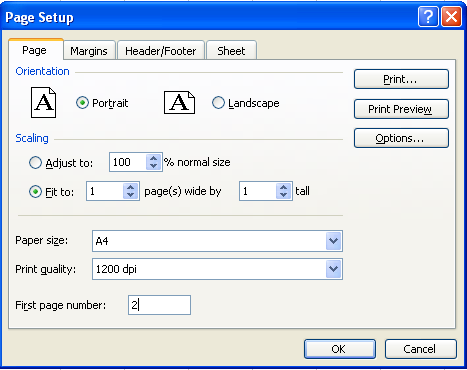 Page Setup
Page Margins Header/Footer Sheet
Orientation
A Portrait A Landscape
Print...
Print Preview
Options...
Scaling
Adjust to: 100 % normal size
Fit to: 1 page(s) wide by 1 tall
Paper size: A4
Print quality: 1200 dpi
First page number: 2
OK Cancel